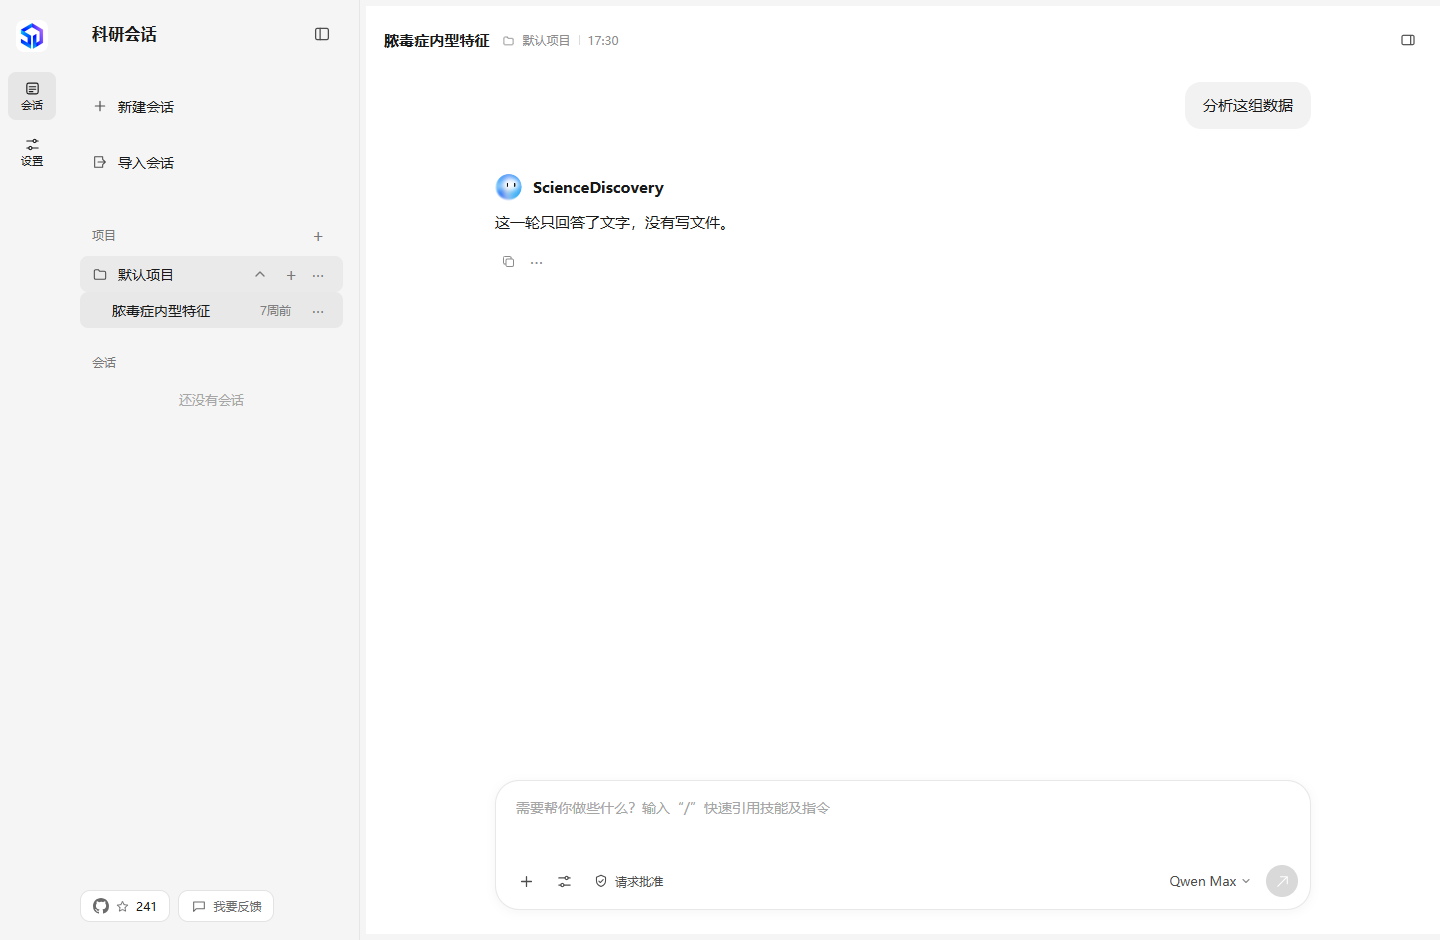 科研会话
会话
设置
新建会话
导入会话
项目
默认项目
脓毒症内型特征 7周前
会话
还没有会话
241 我要反馈
脓毒症内型特征 默认项目 17:30
分析这组数据
ScienceDiscovery
这一轮只回答了文字，没有写文件。
需要帮你做些什么？输入“/”快速引用技能及指令
请求批准 Qwen Max